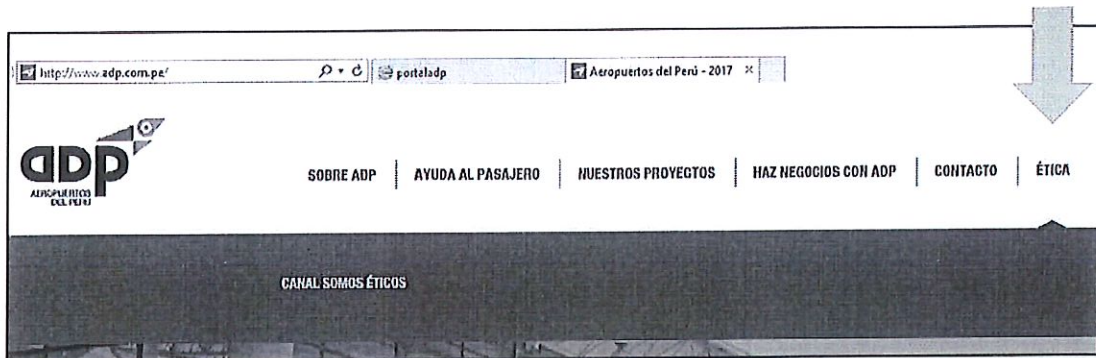 http://www.adp.com.pe/
portaladp
Aeropuertos del Perú - 2017 ×
adp
AEROPUERTOS
DEL PERÚ
SOBRE ADP | AYUDA AL PASAJERO | NUESTROS PROYECTOS | HAZ NEGOCIOS CON ADP | CONTACTO | ÉTICA
CANAL SOMOS ÉTICOS